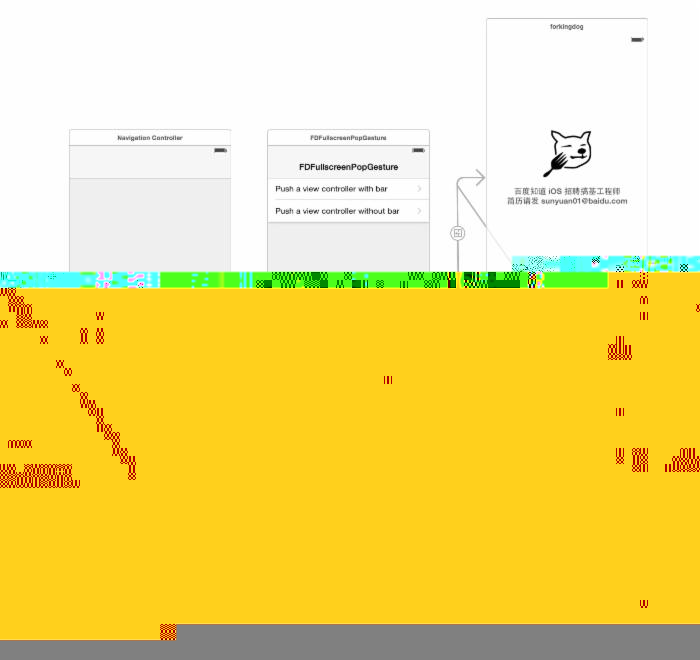 forkingdog
Navigation Controller
FDFullscreenPopGesture
FDFullscreenPopGesture
Push a view controller with bar
Push a view controller without bar
百度知道 iOS 招聘搞基工程师
简历请发 sunyuan01@baidu.com